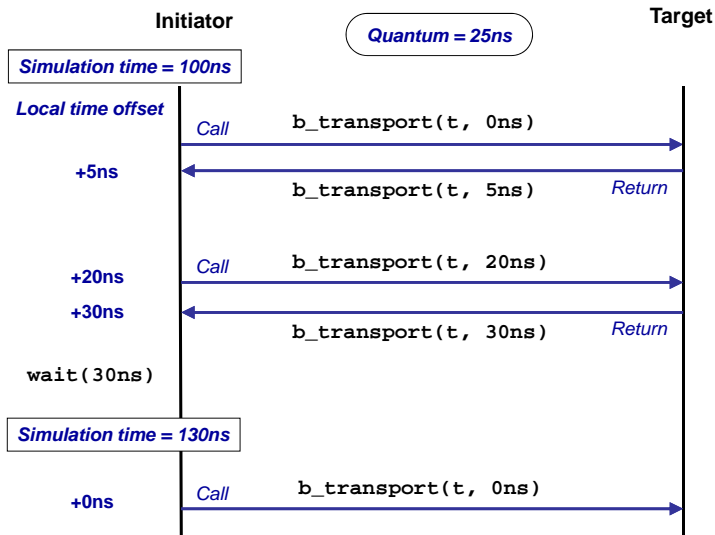 Initiator
Quantum = 25ns
Target
Simulation time = 100ns
Local time offset
Call
b_transport(t, 0ns)
+5ns
b_transport(t, 5ns)
Return
+20ns
Call
b_transport(t, 20ns)
+30ns
b_transport(t, 30ns)
Return
wait(30ns)
Simulation time = 130ns
+0ns
Call
b_transport(t, 0ns)